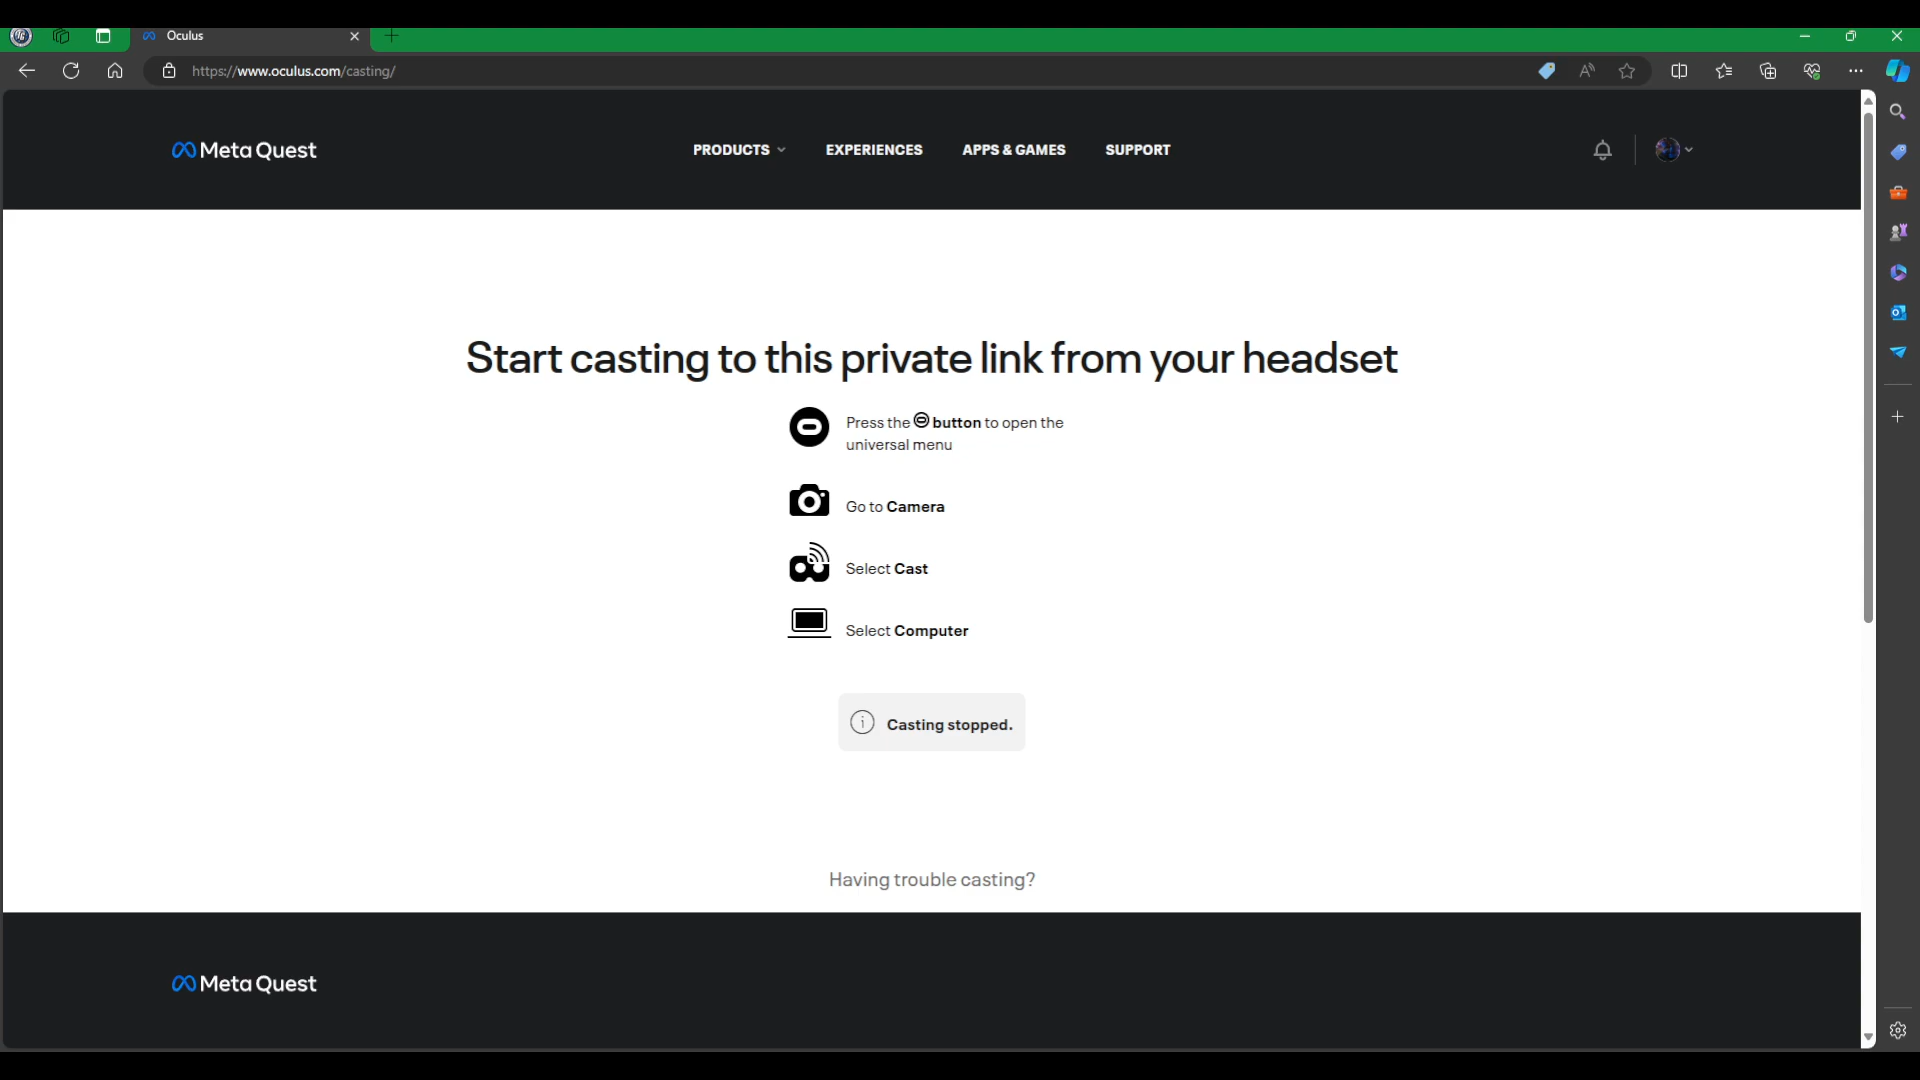 Oculus
https://www.oculus.com/casting/
Meta Quest
PRODUCTS
EXPERIENCES
APPS & GAMES
SUPPORT
Start casting to this private link from your headset
Press the button to open the
universal menu
Go to Camera
Select Cast
Select Computer
Casting stopped.
Having trouble casting?
Meta Quest